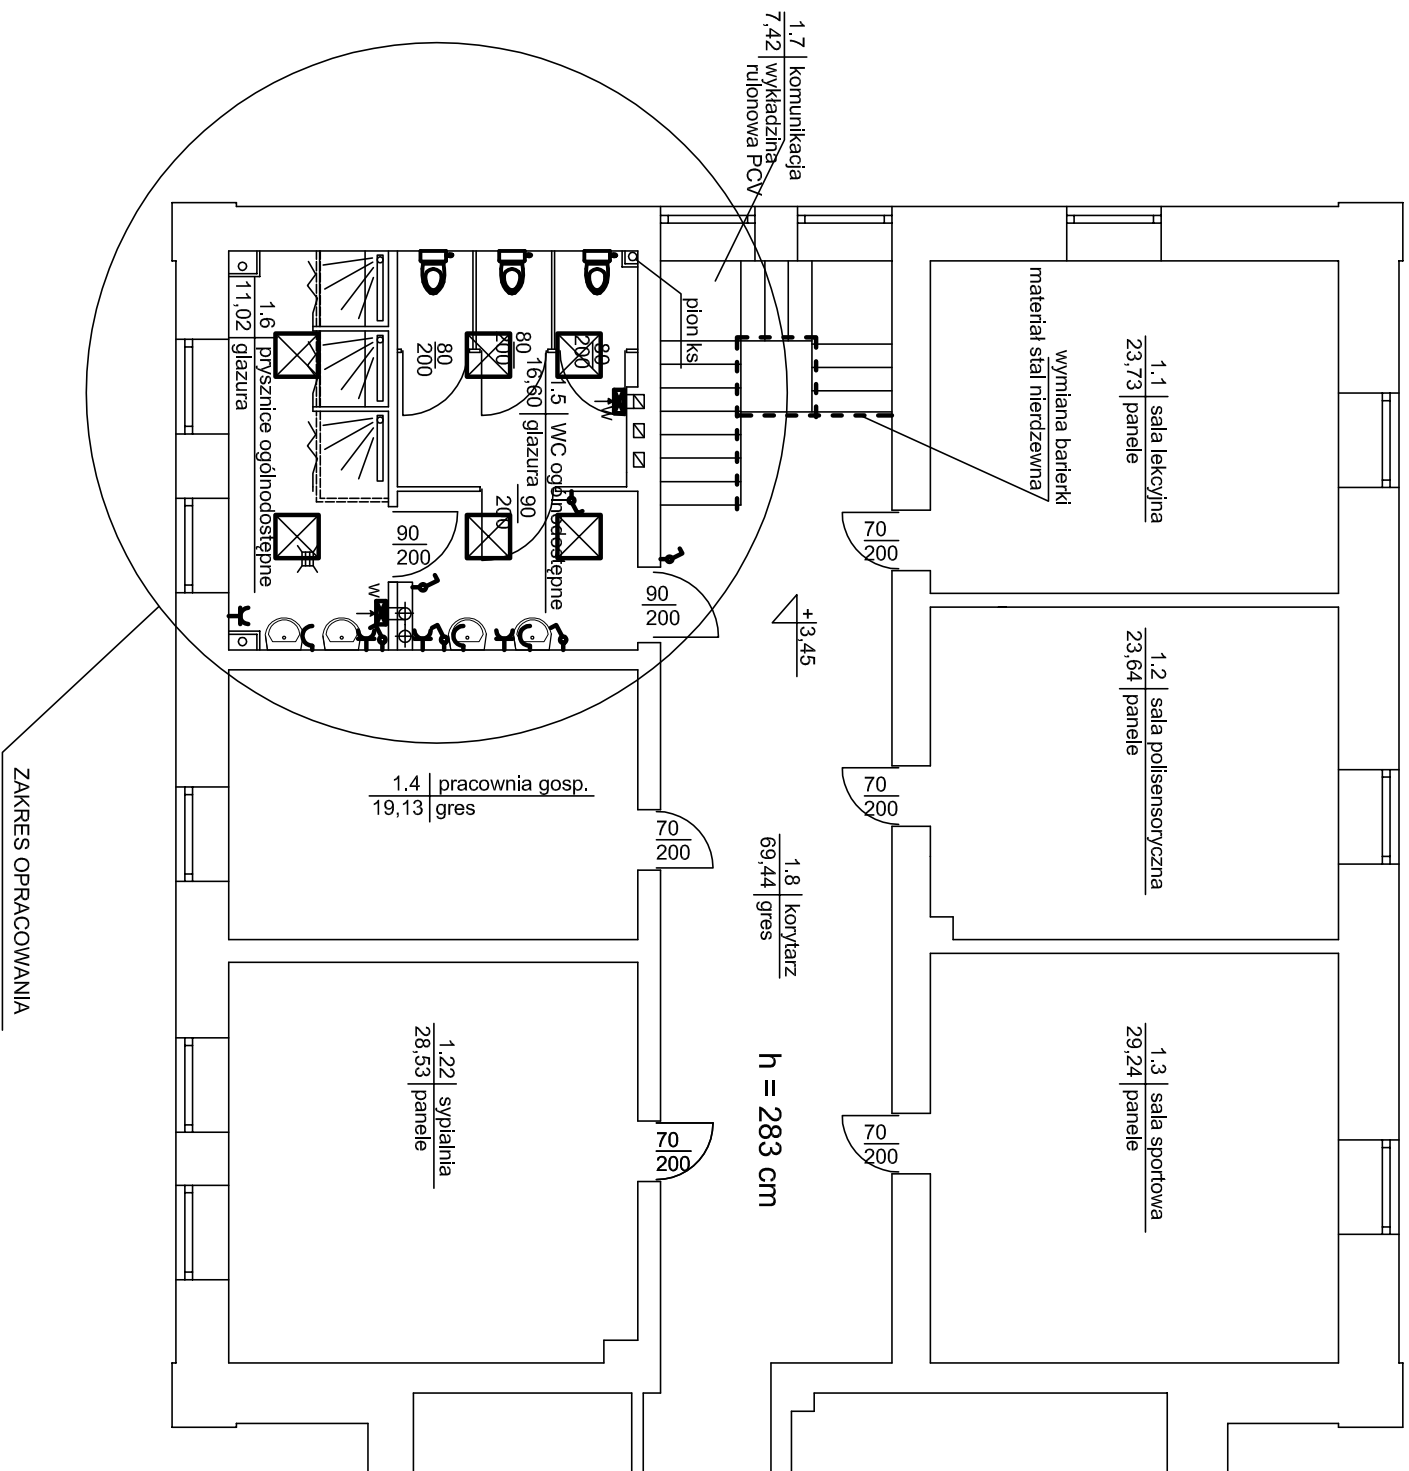 1.7 komunikacja
7,42 wykładzina
rulonowa PCV
pion ks
wymiana barierki
materiał stal nierdzewna
1.1 sala lekcyjna
23,73 panele
1.6 prysznice ogólnodostępne
11,02 glazura
80
200
80
200
80
200
1.5 WC ogólnodostępne
16,60 glazura
w
90
200
90
200
w
90
200
70
200
+3,45
1.2 sala polisensoryczna
23,64 panele
70
200
1.4 pracownia gosp.
19,13 gres
70
200
1.8 korytarz
69,44 gres
h = 283 cm
ZAKRES OPRACOWANIA
1.22 sypialnia
28,53 panele
70
200
70
200
1.3 sala sportowa
29,24 panele